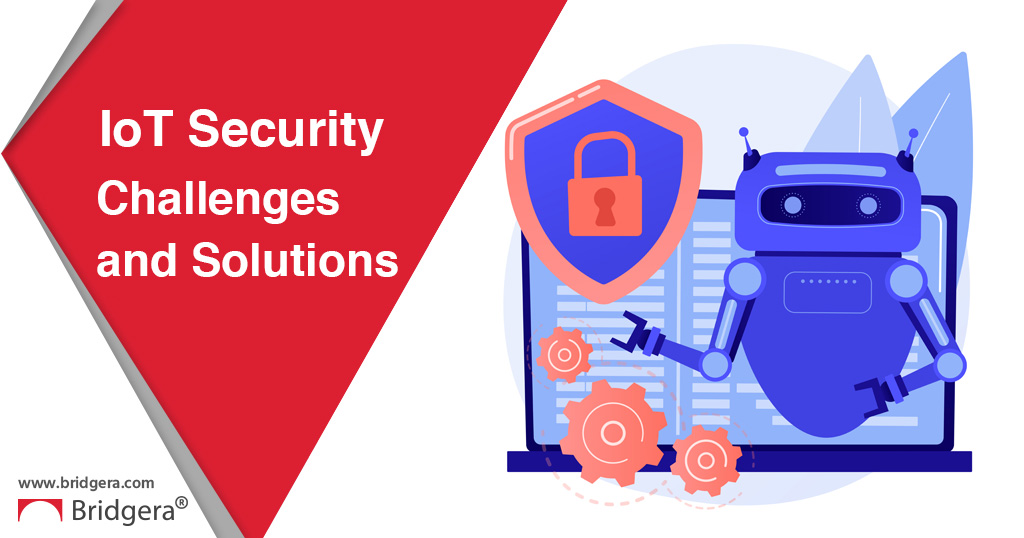 IoT Security
Challenges
and Solutions
www.bridgera.com
Bridgera®